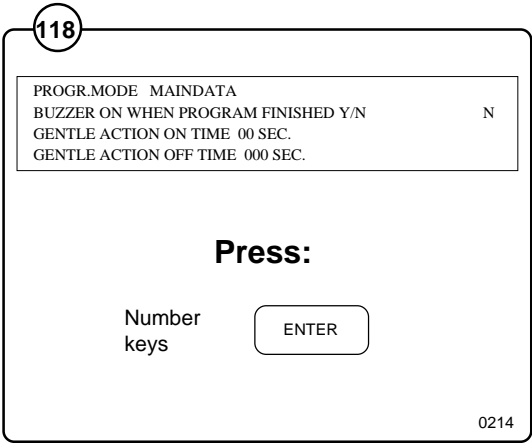 118
PROGR.MODE MAINDATA
BUZZER ON WHEN PROGRAM FINISHED Y/N N
GENTLE ACTION ON TIME 00 SEC.
GENTLE ACTION OFF TIME 000 SEC.
Press:
Number
keys
ENTER
0214